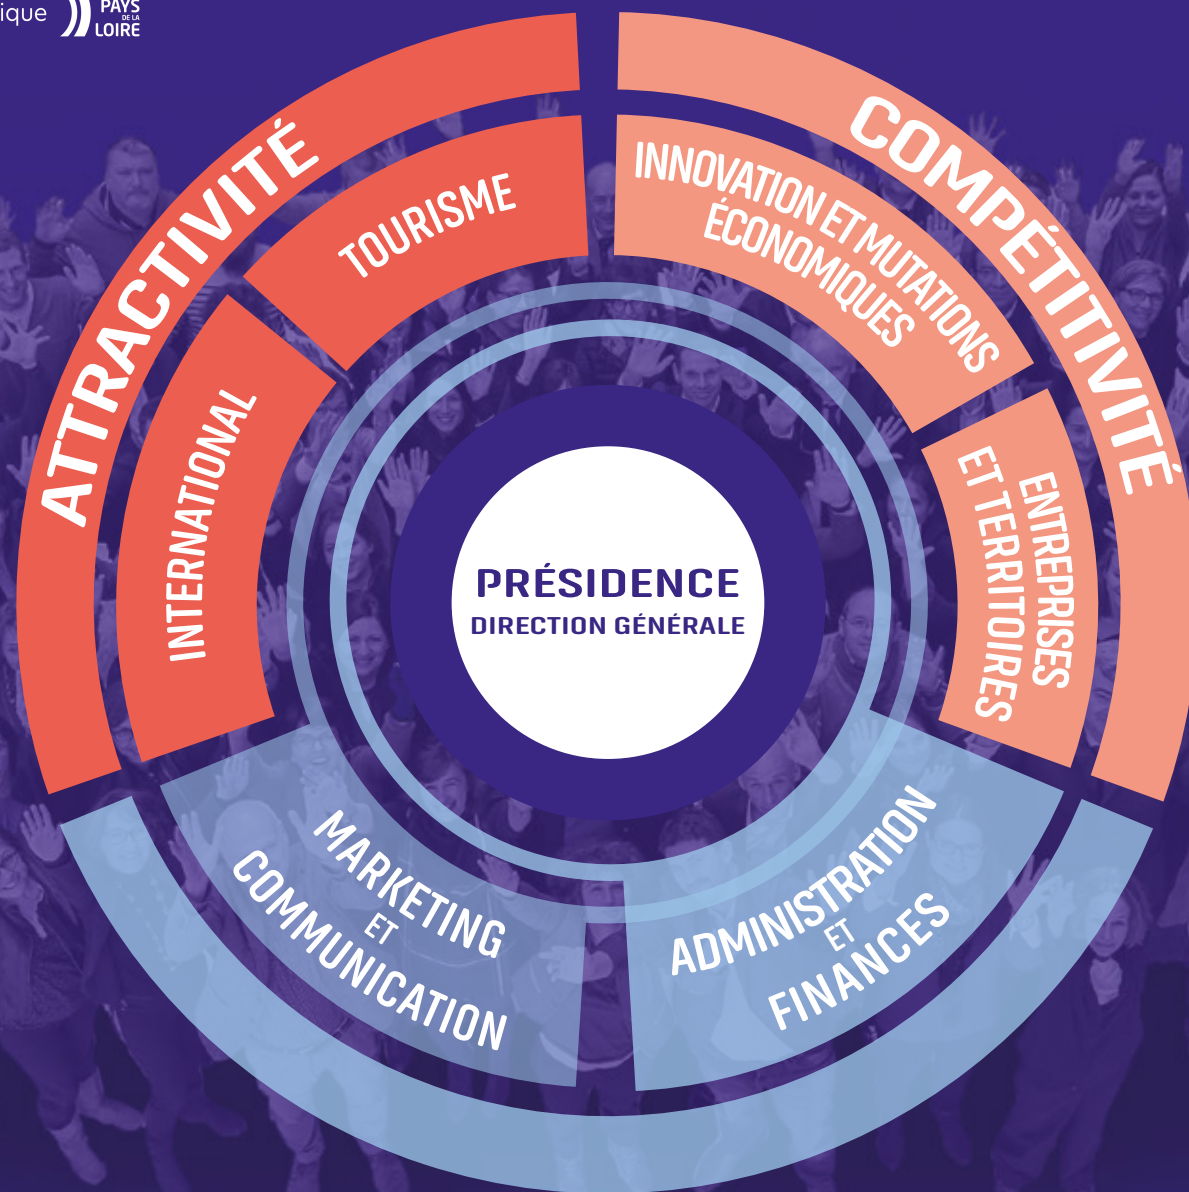 ique
PAYS
DE LA
LOIRE
ATTRACTIVITÉ
TOURISME
INTERNATIONAL
COMPÉTITIVITÉ
INNOVATION ET MUTATIONS
ÉCONOMIQUES
ENTREPRISES
ET TERRITOIRES
PRÉSIDENCE
DIRECTION GÉNÉRALE
MARKETING
ET
COMMUNICATION
ADMINISTRATION
ET
FINANCES